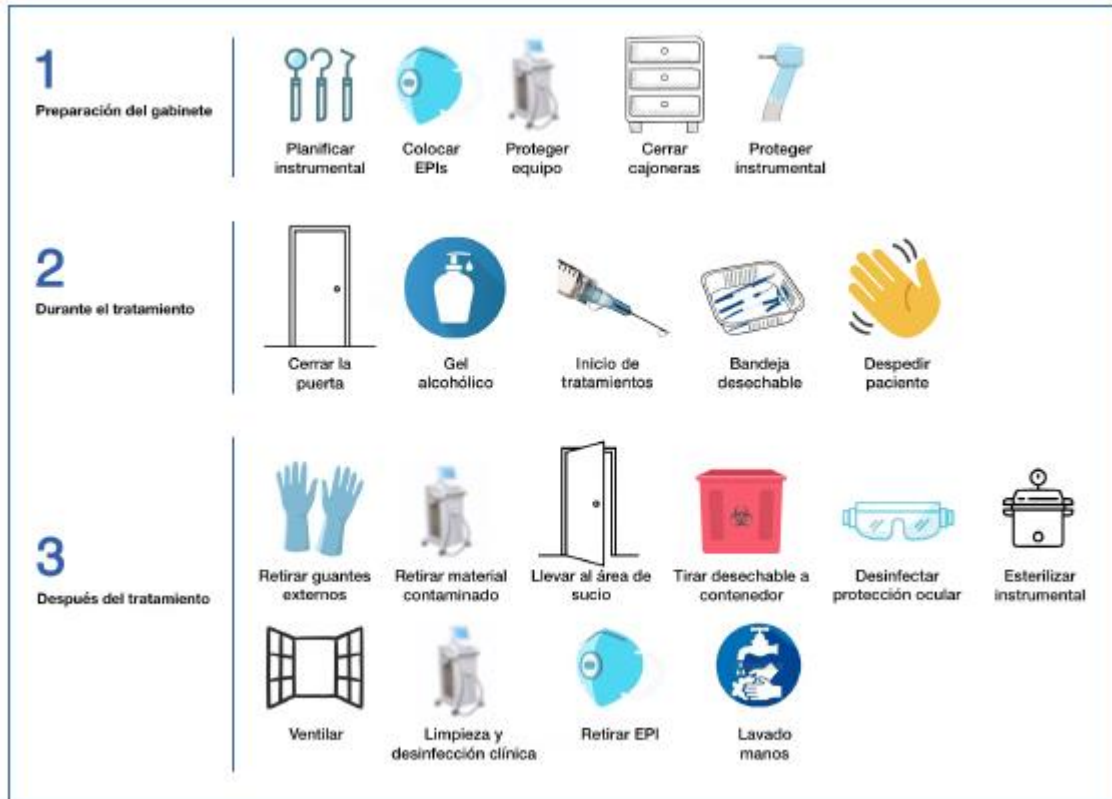 1
Preparación del gabinete
Planificar
instrumental
Colocar
EPIs
Proteger
equipo
Cerrar
cajoneras
Proteger
instrumental
2
Durante el tratamiento
Cerrar la
puerta
Gel
alcohólico
Inicio de
tratamientos
Bandeja
desechable
Despedir
paciente
3
Después del tratamiento
Retirar guantes
externos
Retirar material
contaminado
Llevar al área de
sucio
Tirar desechable a
contenedor
Desinfectar
protección ocular
Esterilizar
instrumental
Ventilar
Limpieza y
desinfección clínica
Retirar EPI
Lavado
manos